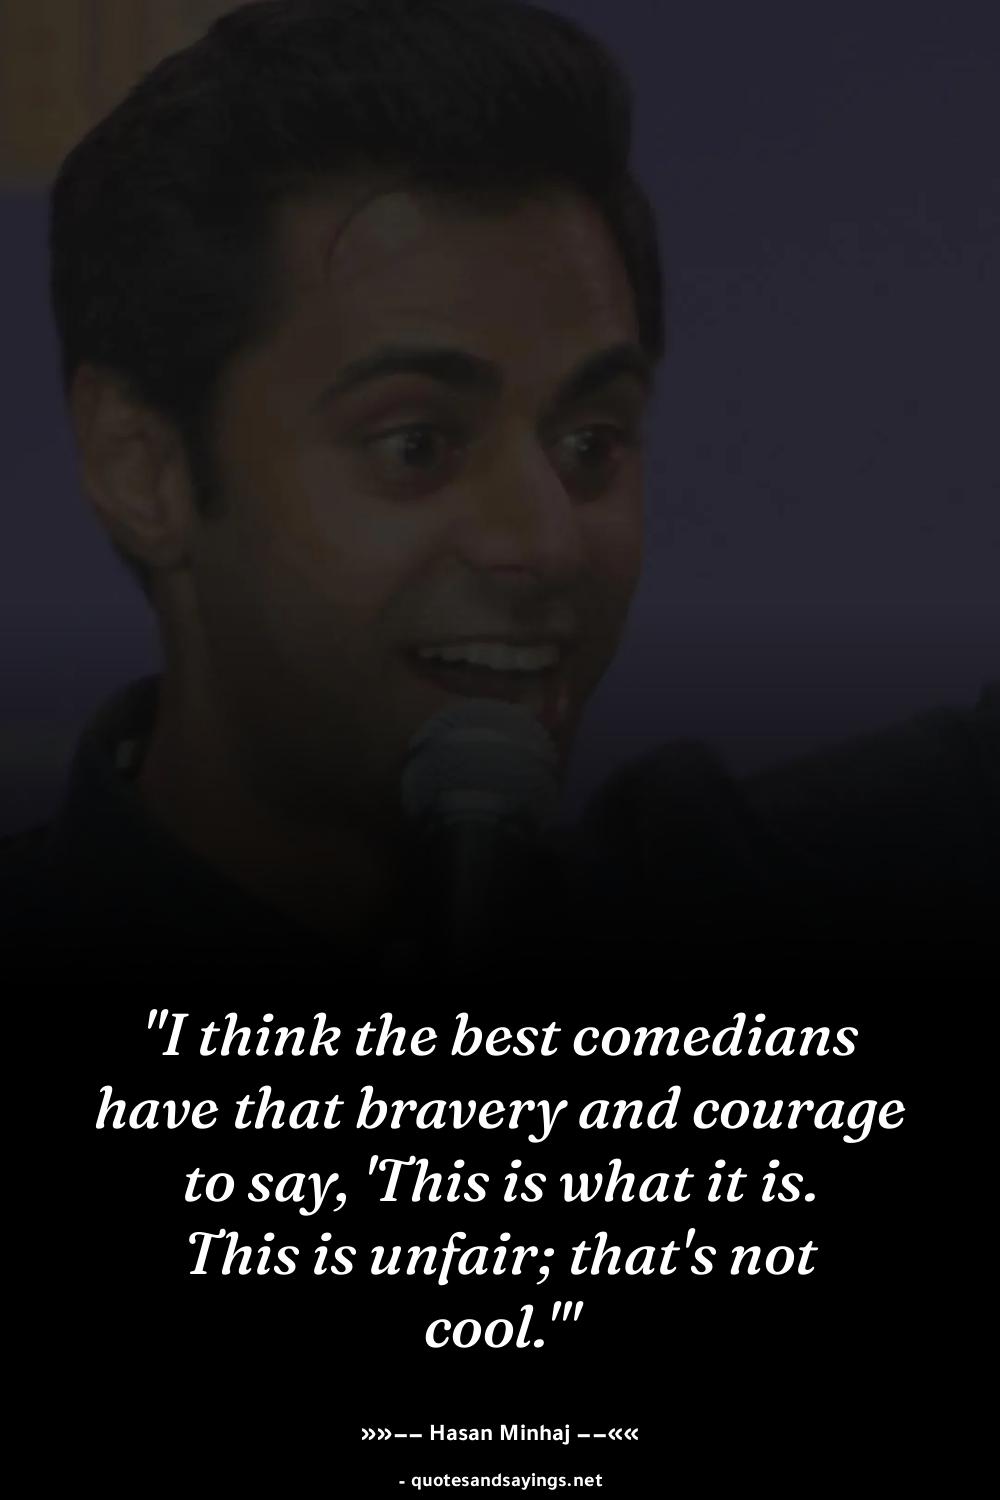 "I think the best comedians
have that bravery and courage
to say, 'This is what it is.
This is unfair; that's not
cool.'"
»»–– Hasan Minhaj ––««
- quotesandsayings.net